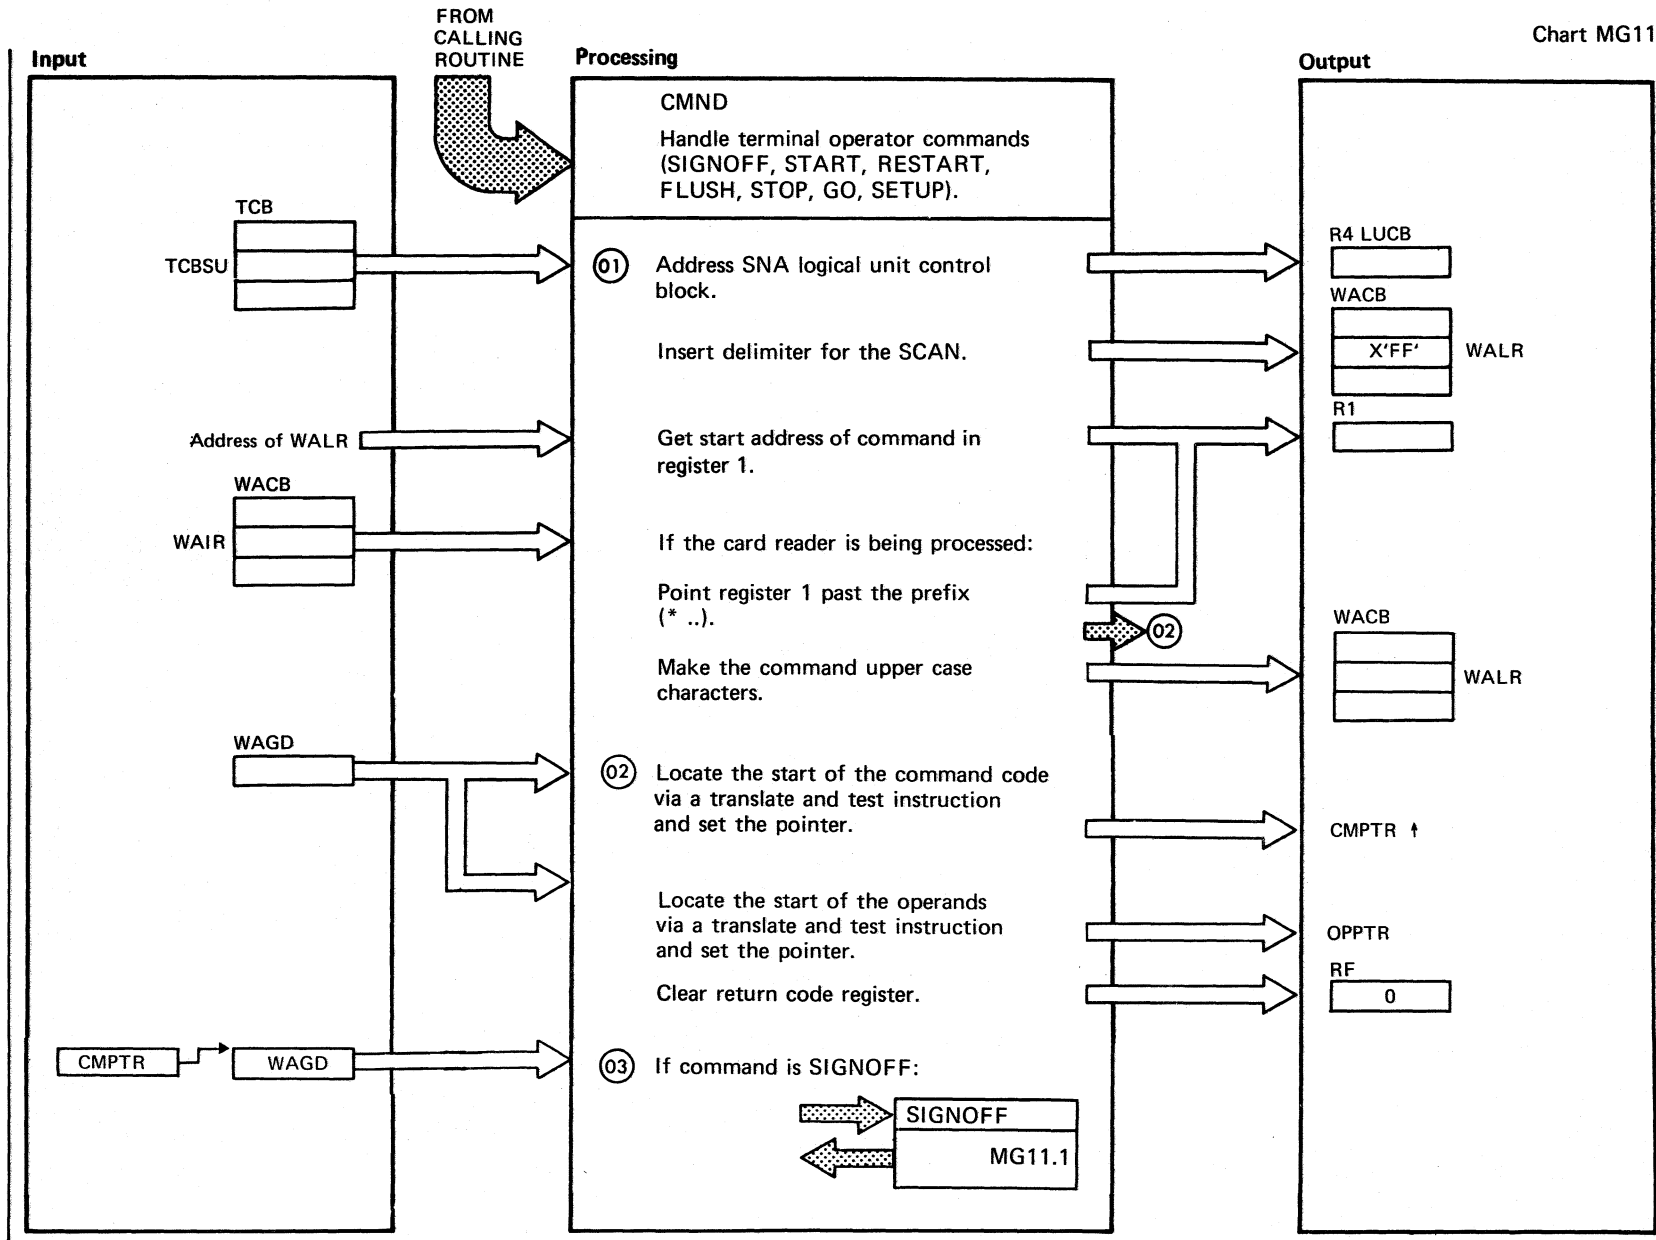 Chart MG11
FROM
CALLING
ROUTINE
Input
Processing
Output
CMND
Handle terminal operator commands
(SIGNOFF, START, RESTART,
FLUSH, STOP, GO, SETUP).
TCB
TCBSU
01 Address SNA logical unit control
block.
R4 LUCB
WACB
Insert delimiter for the SCAN.
X'FF' WALR
R1
Address of WALR
Get start address of command in
register 1.
WACB
WAIR
If the card reader is being processed:
Point register 1 past the prefix
(* ..).
02
WACB
Make the command upper case
characters.
WALR
WAGD
02 Locate the start of the command code
via a translate and test instruction
and set the pointer.
CMPTR
Locate the start of the operands
via a translate and test instruction
and set the pointer.
OPPTR
RF
Clear return code register.
0
CMPTR
WAGD
03 If command is SIGNOFF:
SIGNOFF
MG11.1